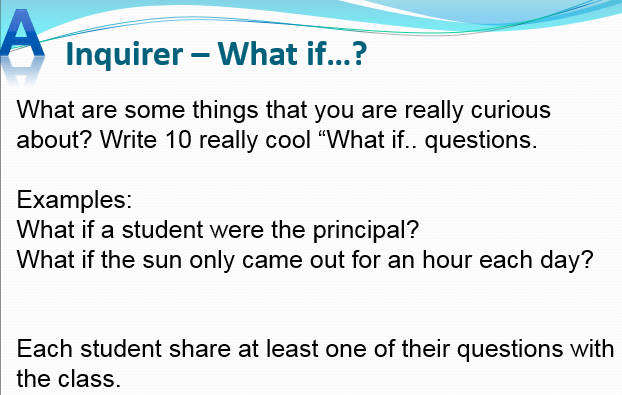 A
Inquirer – What if...?
What are some things that you are really curious
about? Write 10 really cool “What if.. questions.
Examples:
What if a student were the principal?
What if the sun only came out for an hour each day?
Each student share at least one of their questions with
the class.